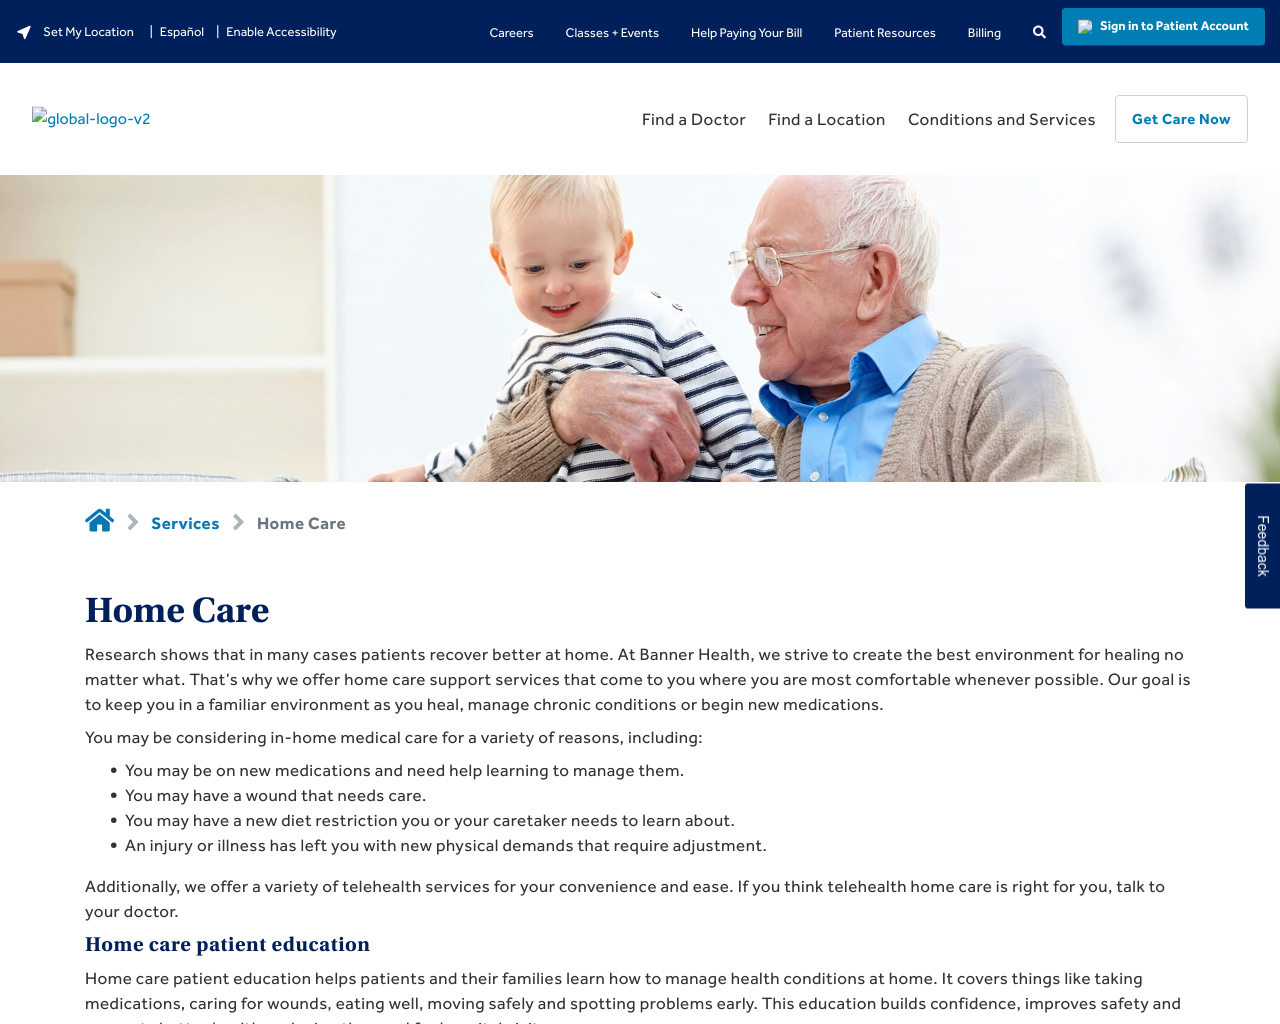 Set My Location | Español | Enable Accessibility
Careers Classes + Events Help Paying Your Bill Patient Resources Billing Sign in to Patient Account
global-logo-v2
Find a Doctor Find a Location Conditions and Services Get Care Now
Services Home Care
Feedback
Home Care
Research shows that in many cases patients recover better at home. At Banner Health, we strive to create the best environment for healing no
matter what. That's why we offer home care support services that come to you where you are most comfortable whenever possible. Our goal is
to keep you in a familiar environment as you heal, manage chronic conditions or begin new medications.
You may be considering in-home medical care for a variety of reasons, including:
• You may be on new medications and need help learning to manage them.
• You may have a wound that needs care.
• You may have a new diet restriction you or your caretaker needs to learn about.
• An injury or illness has left you with new physical demands that require adjustment.
Additionally, we offer a variety of telehealth services for your convenience and ease. If you think telehealth home care is right for you, talk to
your doctor.
Home care patient education
Home care patient education helps patients and their families learn how to manage health conditions at home. It covers things like taking
medications, caring for wounds, eating well, moving safely and spotting problems early. This education builds confidence, improves safety and